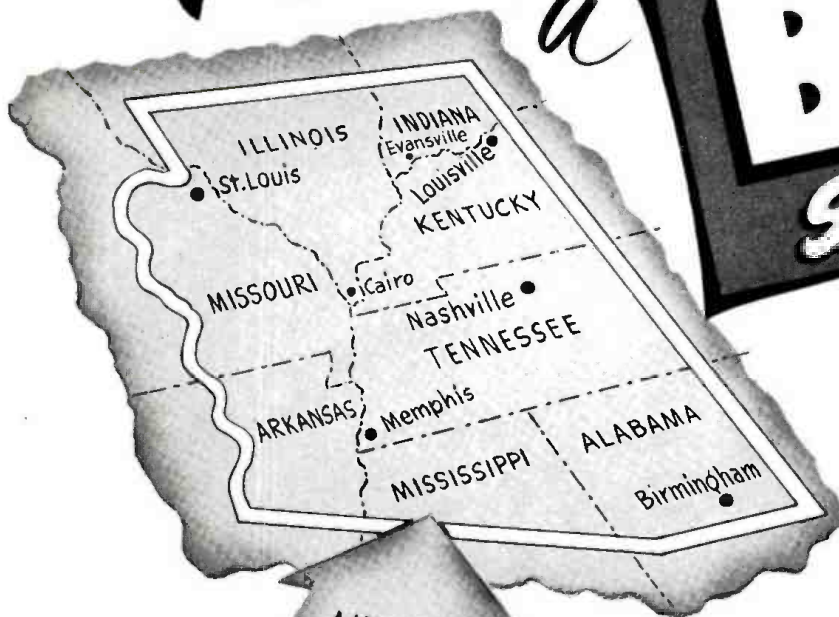 a
ILLINOIS
INDIANA
Evansville
St. Louis
Louisville
KENTUCKY
MISSOURI
Cairo
Nashville
TENNESSEE
ARKANSAS
Memphis
MISSISSIPPI
ALABAMA
Birmingham